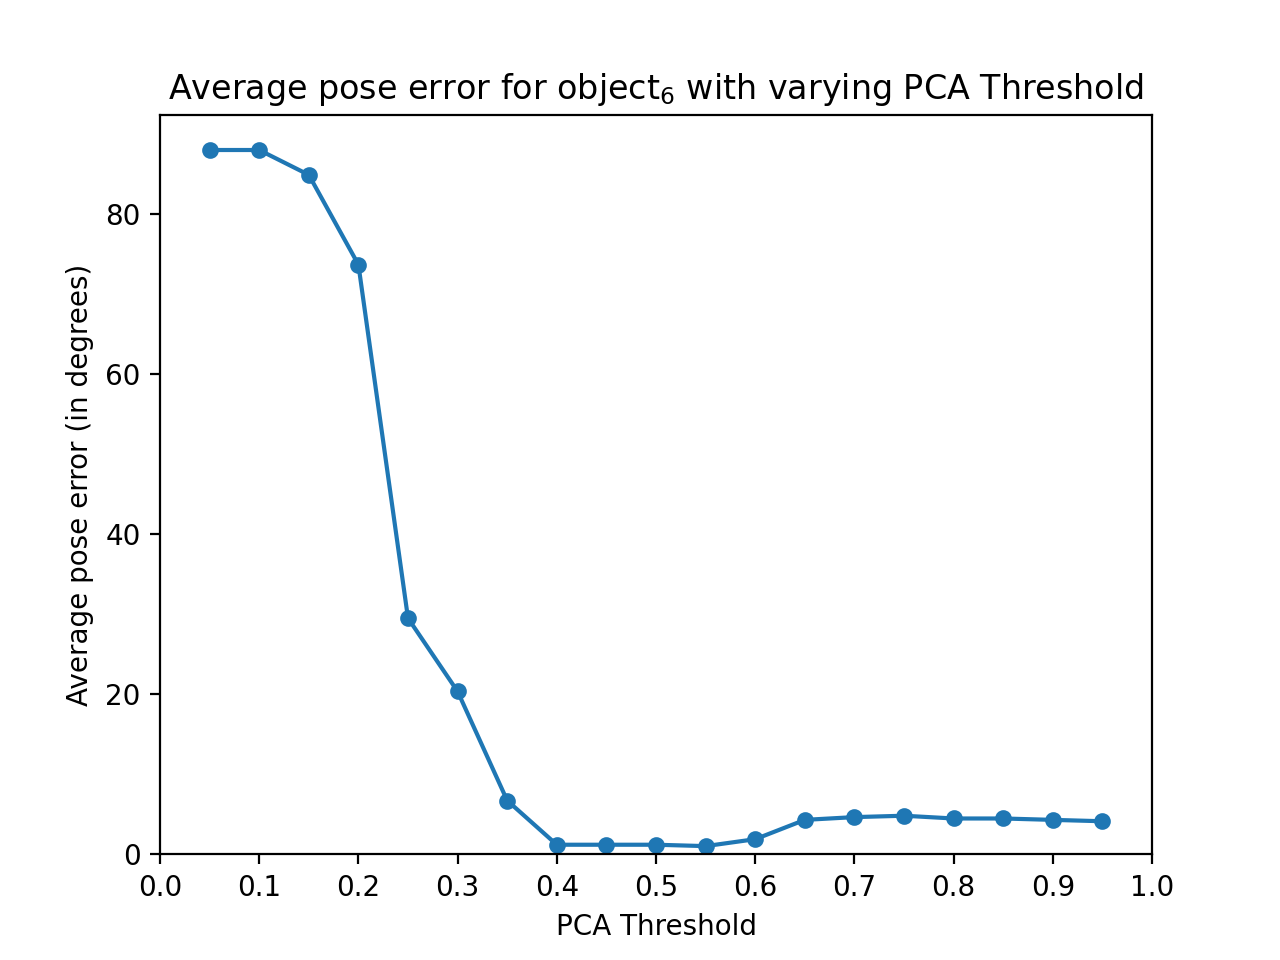 Average pose error for object₆ with varying PCA Threshold
Average pose error (in degrees)
80
60
40
20
0
0.0 0.1 0.2 0.3 0.4 0.5 0.6 0.7 0.8 0.9 1.0
PCA Threshold